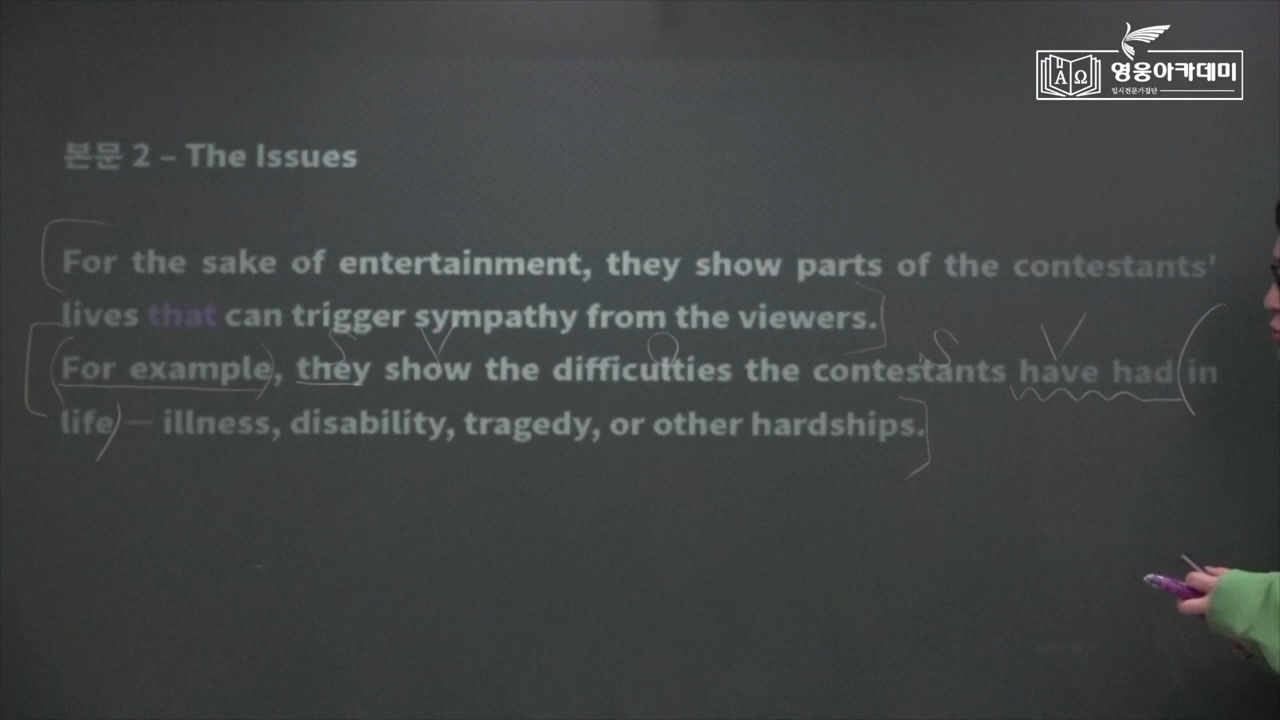 영웅아카데미
입시전문가집단
A Ω
본문 2 – The Issues
For the sake of entertainment, they show parts of the contestants'
lives that can trigger sympathy from the viewers.
S V O S V
For example, they show the difficulties the contestants have had in
life — illness, disability, tragedy, or other hardships.